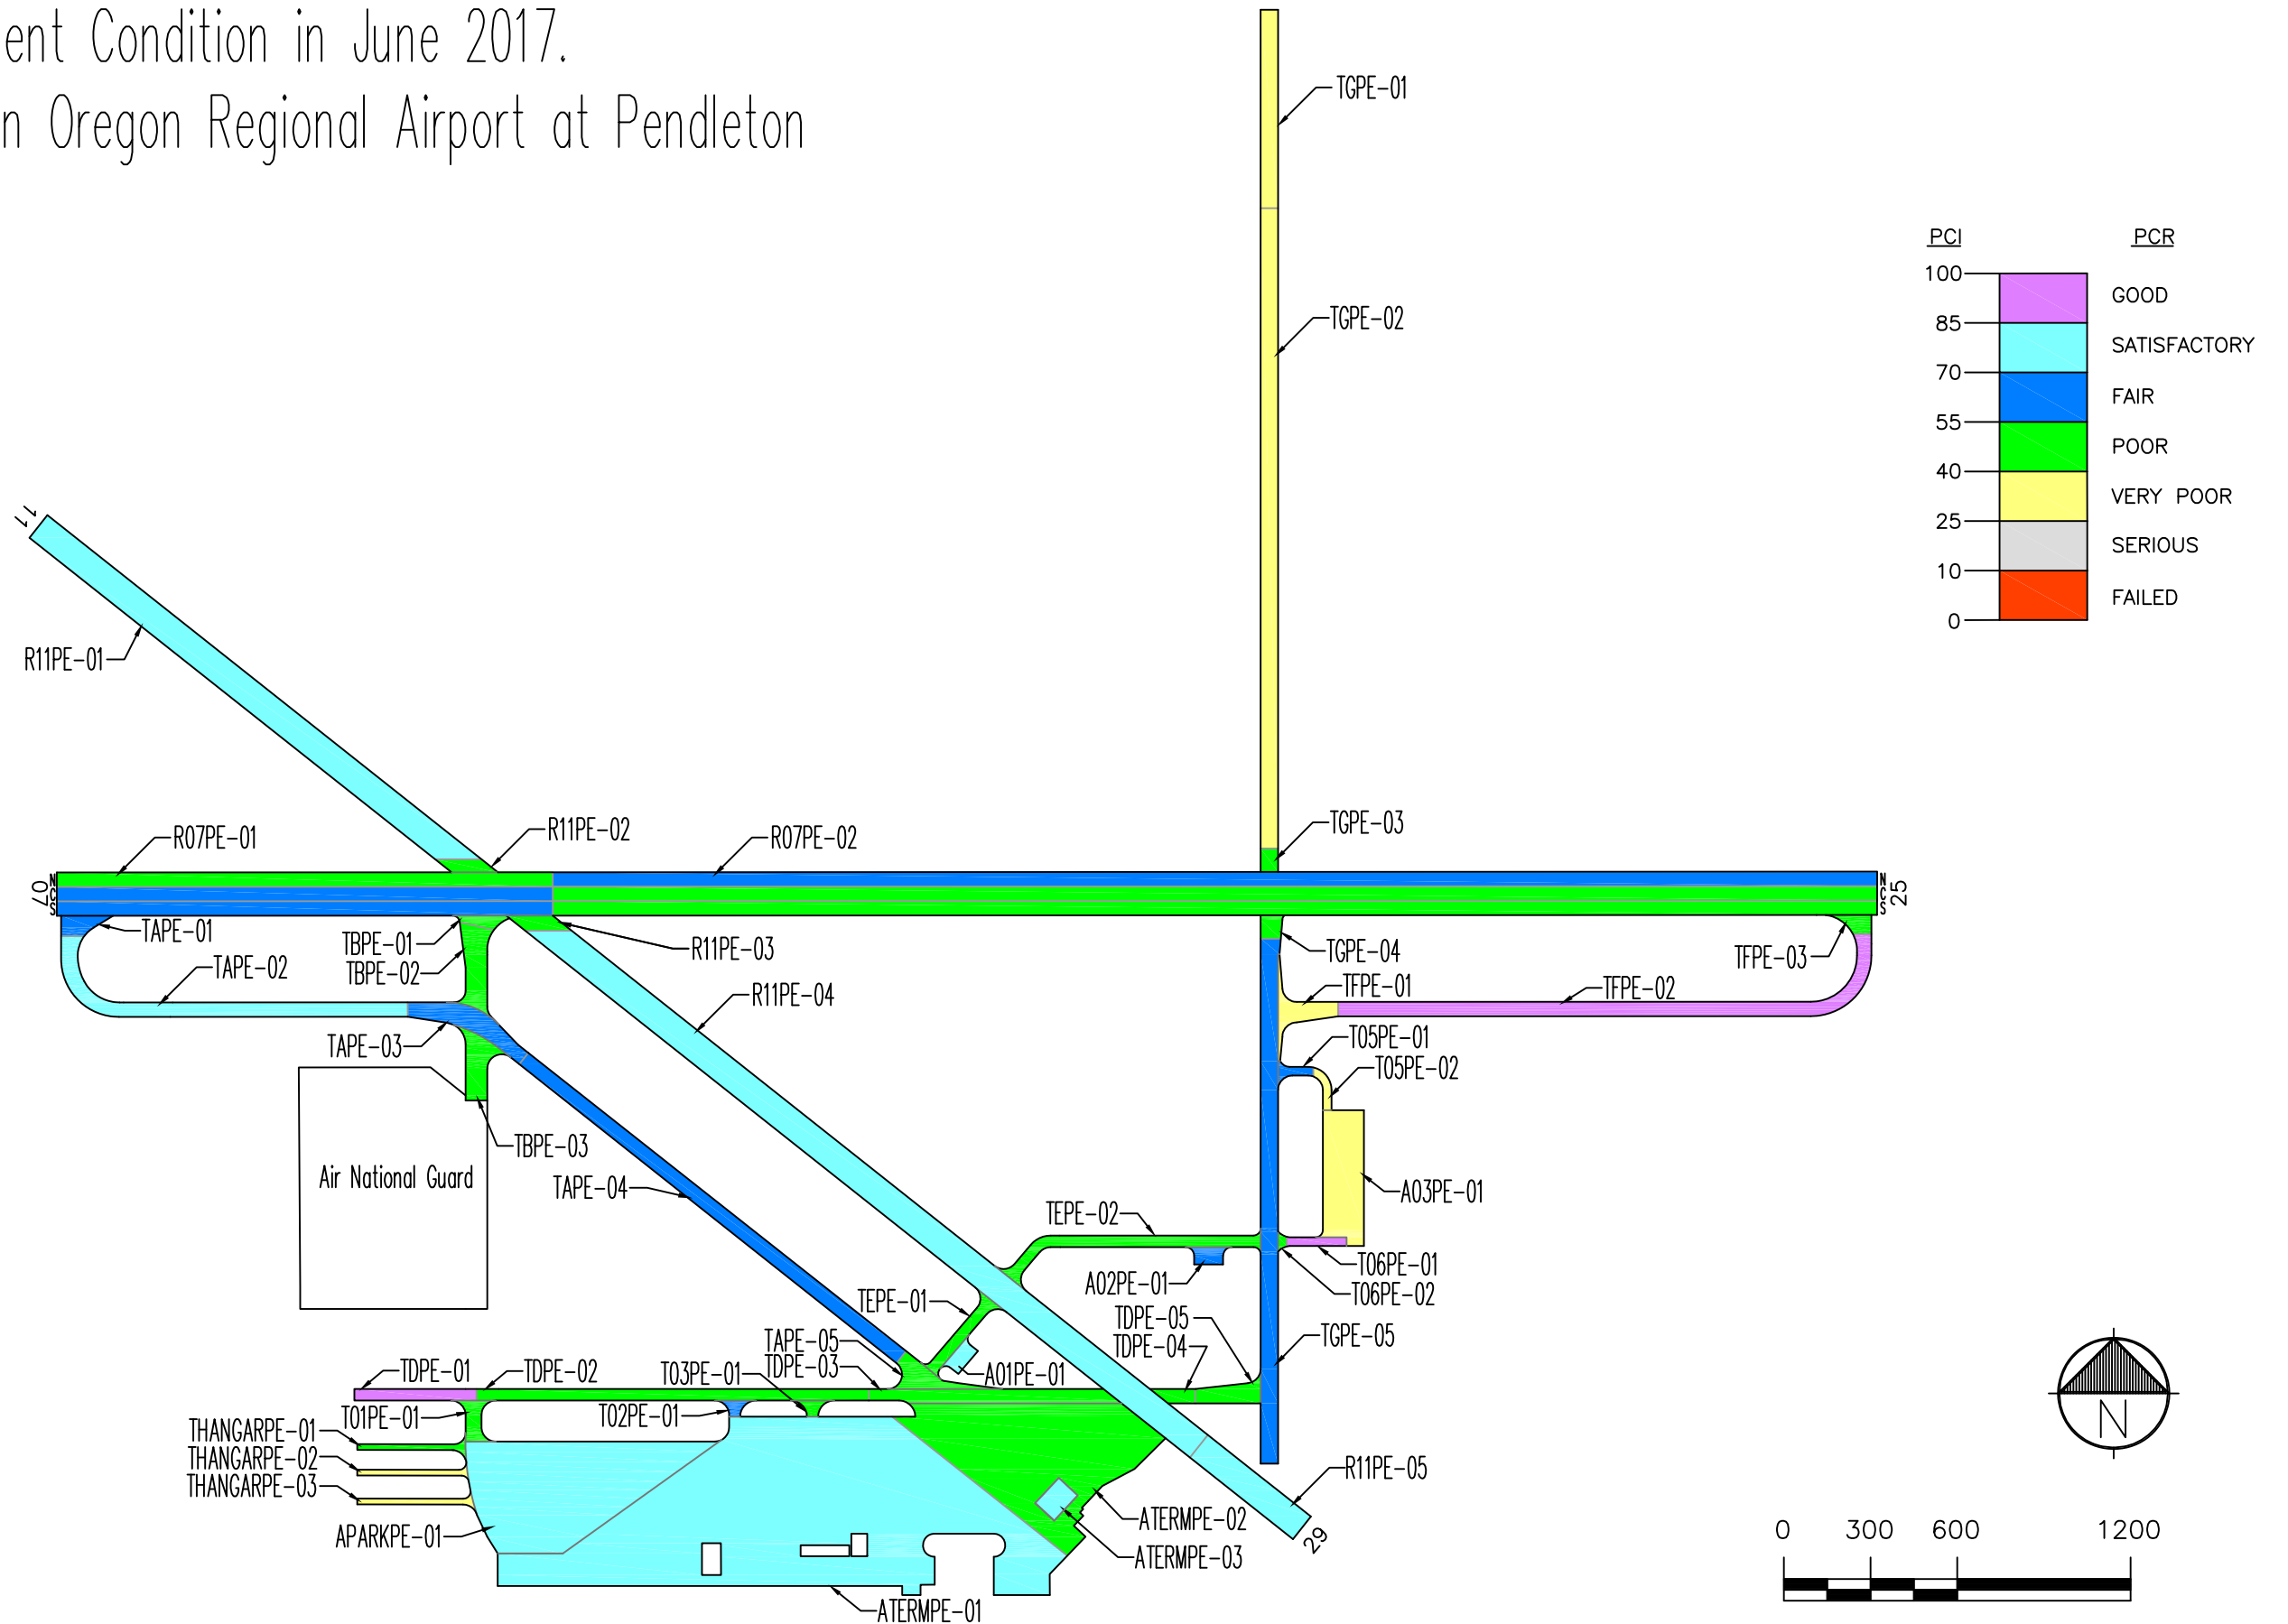 ent Condition in June 2017.
n Oregon Regional Airport at Pendleton
TGPE-01
PCI PCR
100
GOOD
85
SATISFACTORY
70
FAIR
55
POOR
40
VERY POOR
25
SERIOUS
10
FAILED
0
TGPE-02
11
R11PE-01
R07PE-01
R11PE-02
R07PE-02
TGPE-03
07
N
C
S
N
C
S
25
TAPE-01
TBPE-01
TBPE-02
R11PE-03
TGPE-04
TFPE-03
TAPE-02
R11PE-04
TFPE-01
TFPE-02
TAPE-03
T05PE-01
T05PE-02
TBPE-03
Air National Guard
TAPE-04
A03PE-01
TEPE-02
A02PE-01
T06PE-01
T06PE-02
TEPE-01
TDPE-05
TDPE-04
TGPE-05
TAPE-05
TDPE-03
TDPE-01
TDPE-02
T03PE-01
A01PE-01
T01PE-01
T02PE-01
THANGARPE-01
THANGARPE-02
THANGARPE-03
R11PE-05
APARKPE-01
ATERMPE-02
ATERMPE-03
29
ATERMPE-01
N
0 300 600 1200